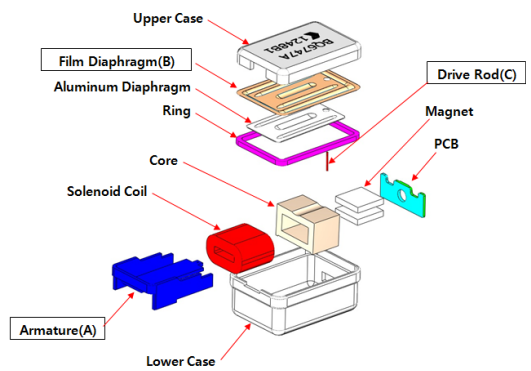 Upper Case
BQ6747A
124881
Film Diaphragm(B)
Drive Rod(C)
Aluminum Diaphragm
Magnet
Ring
PCB
Core
Solenoid Coil
Armature(A)
Lower Case